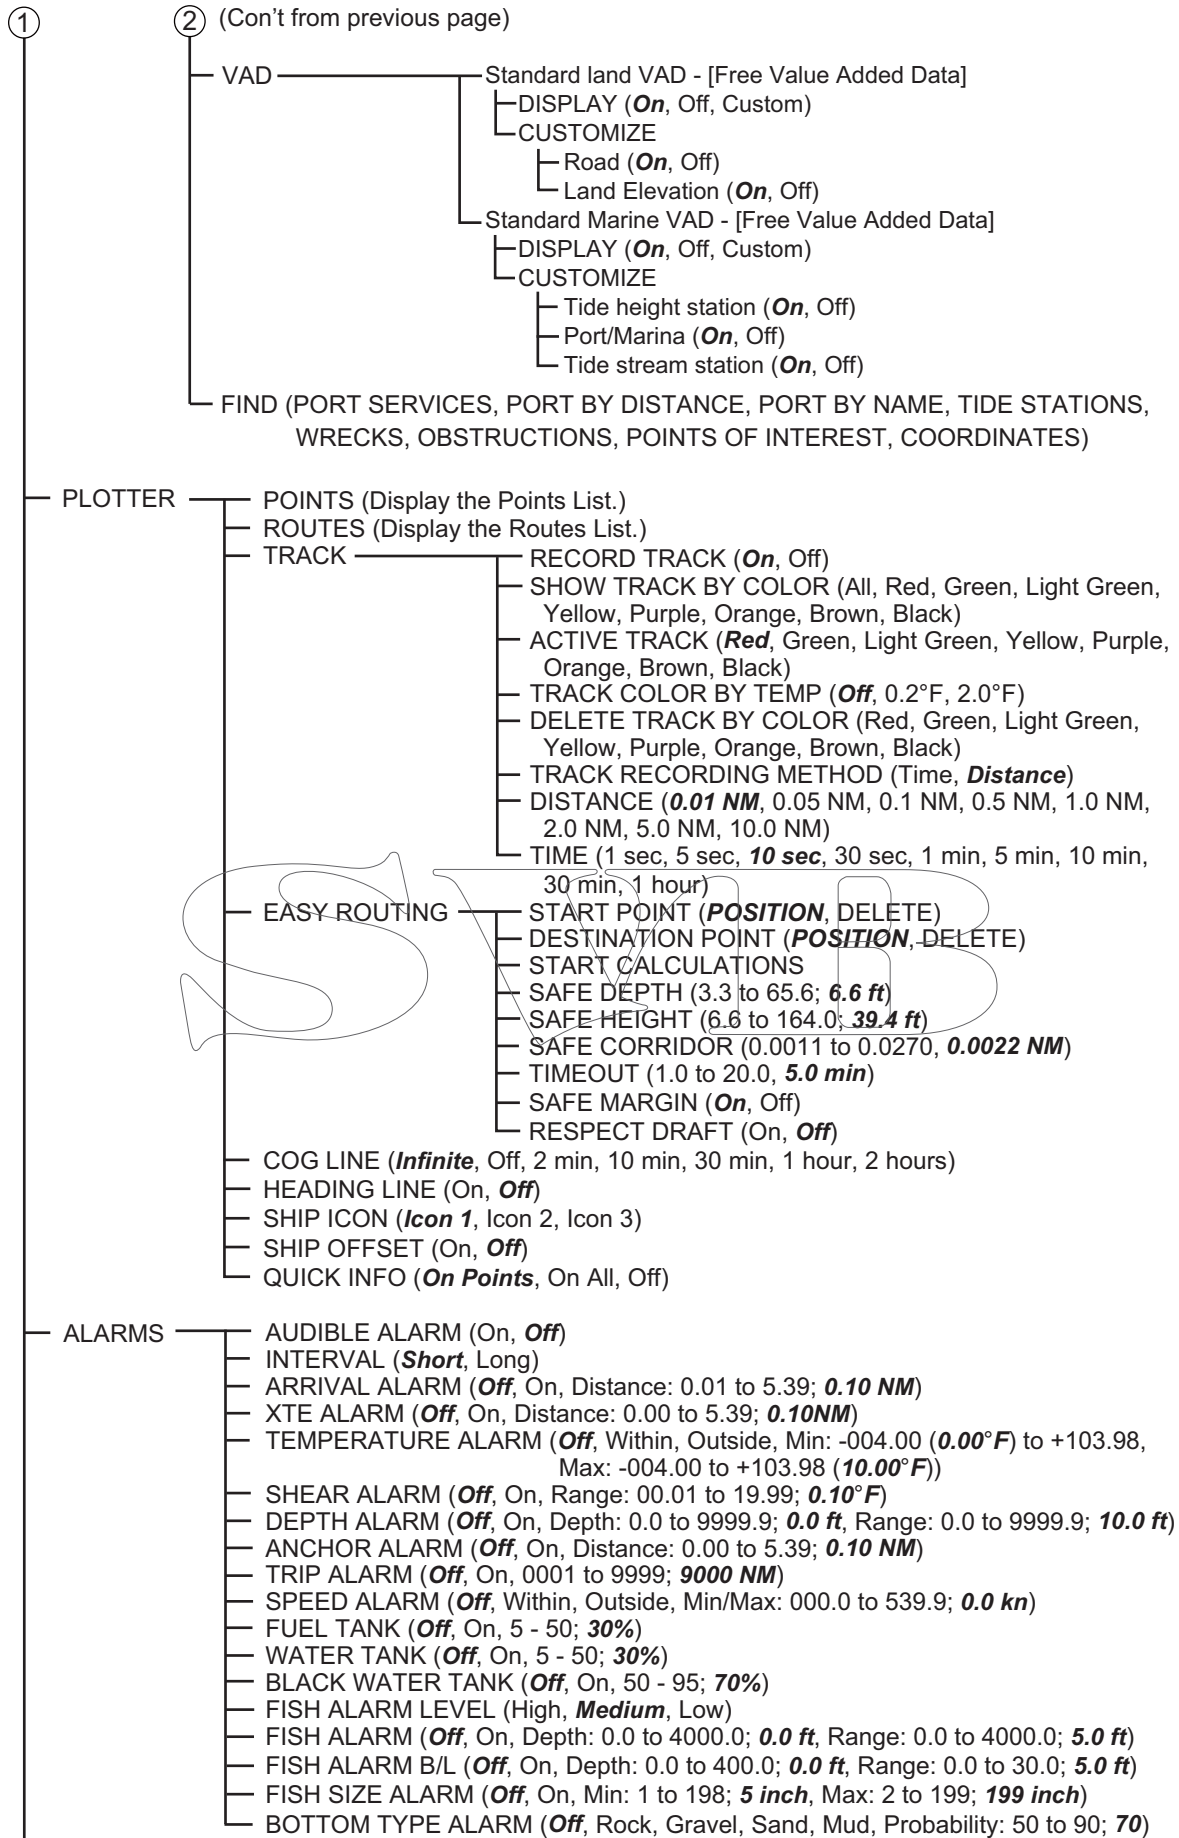 1 2 (Con't from previous page)
VAD Standard land VAD - [Free Value Added Data]
DISPLAY (On, Off, Custom)
CUSTOMIZE
Road (On, Off)
Land Elevation (On, Off)
Standard Marine VAD - [Free Value Added Data]
DISPLAY (On, Off, Custom)
CUSTOMIZE
Tide height station (On, Off)
Port/Marina (On, Off)
Tide stream station (On, Off)
FIND (PORT SERVICES, PORT BY DISTANCE, PORT BY NAME, TIDE STATIONS,
WRECKS, OBSTRUCTIONS, POINTS OF INTEREST, COORDINATES)
PLOTTER POINTS (Display the Points List.)
ROUTES (Display the Routes List.)
TRACK RECORD TRACK (On, Off)
SHOW TRACK BY COLOR (All, Red, Green, Light Green,
Yellow, Purple, Orange, Brown, Black)
ACTIVE TRACK (Red, Green, Light Green, Yellow, Purple,
Orange, Brown, Black)
TRACK COLOR BY TEMP (Off, 0.2°F, 2.0°F)
DELETE TRACK BY COLOR (Red, Green, Light Green,
Yellow, Purple, Orange, Brown, Black)
TRACK RECORDING METHOD (Time, Distance)
DISTANCE (0.01 NM, 0.05 NM, 0.1 NM, 0.5 NM, 1.0 NM,
2.0 NM, 5.0 NM, 10.0 NM)
TIME (1 sec, 5 sec, 10 sec, 30 sec, 1 min, 5 min, 10 min,
30 min, 1 hour)
EASY ROUTING START POINT (POSITION, DELETE)
DESTINATION POINT (POSITION, DELETE)
START CALCULATIONS
SAFE DEPTH (3.3 to 65.6; 6.6 ft)
SAFE HEIGHT (6.6 to 164.0; 39.4 ft)
SAFE CORRIDOR (0.0011 to 0.0270, 0.0022 NM)
TIMEOUT (1.0 to 20.0, 5.0 min)
SAFE MARGIN (On, Off)
RESPECT DRAFT (On, Off)
COG LINE (Infinite, Off, 2 min, 10 min, 30 min, 1 hour, 2 hours)
HEADING LINE (On, Off)
SHIP ICON (Icon 1, Icon 2, Icon 3)
SHIP OFFSET (On, Off)
QUICK INFO (On Points, On All, Off)
ALARMS AUDIBLE ALARM (On, Off)
INTERVAL (Short, Long)
ARRIVAL ALARM (Off, On, Distance: 0.01 to 5.39; 0.10 NM)
XTE ALARM (Off, On, Distance: 0.00 to 5.39; 0.10NM)
TEMPERATURE ALARM (Off, Within, Outside, Min: -004.00 (0.00°F) to +103.98,
Max: -004.00 to +103.98 (10.00°F))
SHEAR ALARM (Off, On, Range: 00.01 to 19.99; 0.10°F)
DEPTH ALARM (Off, On, Depth: 0.0 to 9999.9; 0.0 ft, Range: 0.0 to 9999.9; 10.0 ft)
ANCHOR ALARM (Off, On, Distance: 0.00 to 5.39; 0.10 NM)
TRIP ALARM (Off, On, 0001 to 9999; 9000 NM)
SPEED ALARM (Off, Within, Outside, Min/Max: 000.0 to 539.9; 0.0 kn)
FUEL TANK (Off, On, 5 - 50; 30%)
WATER TANK (Off, On, 5 - 50; 30%)
BLACK WATER TANK (Off, On, 50 - 95; 70%)
FISH ALARM LEVEL (High, Medium, Low)
FISH ALARM (Off, On, Depth: 0.0 to 4000.0; 0.0 ft, Range: 0.0 to 4000.0; 5.0 ft)
FISH ALARM B/L (Off, On, Depth: 0.0 to 400.0; 0.0 ft, Range: 0.0 to 30.0; 5.0 ft)
FISH SIZE ALARM (Off, On, Min: 1 to 198; 5 inch, Max: 2 to 199; 199 inch)
BOTTOM TYPE ALARM (Off, Rock, Gravel, Sand, Mud, Probability: 50 to 90; 70)
SVB